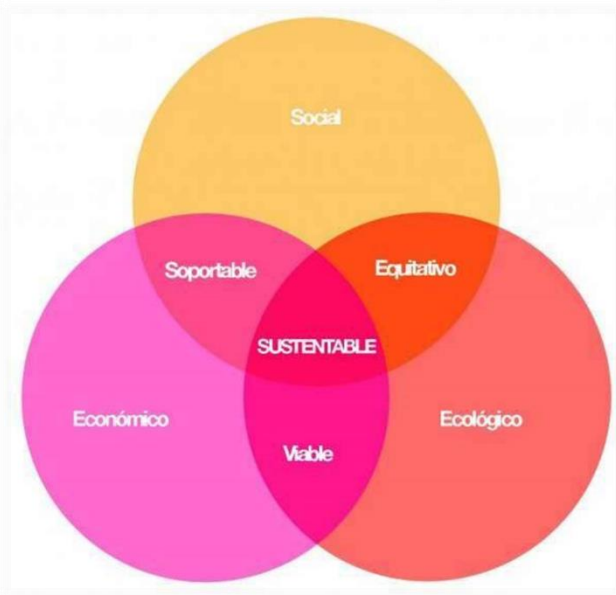 Social
Soportable
Equitativo
SUSTENTABLE
Económico
Ecológico
Viable